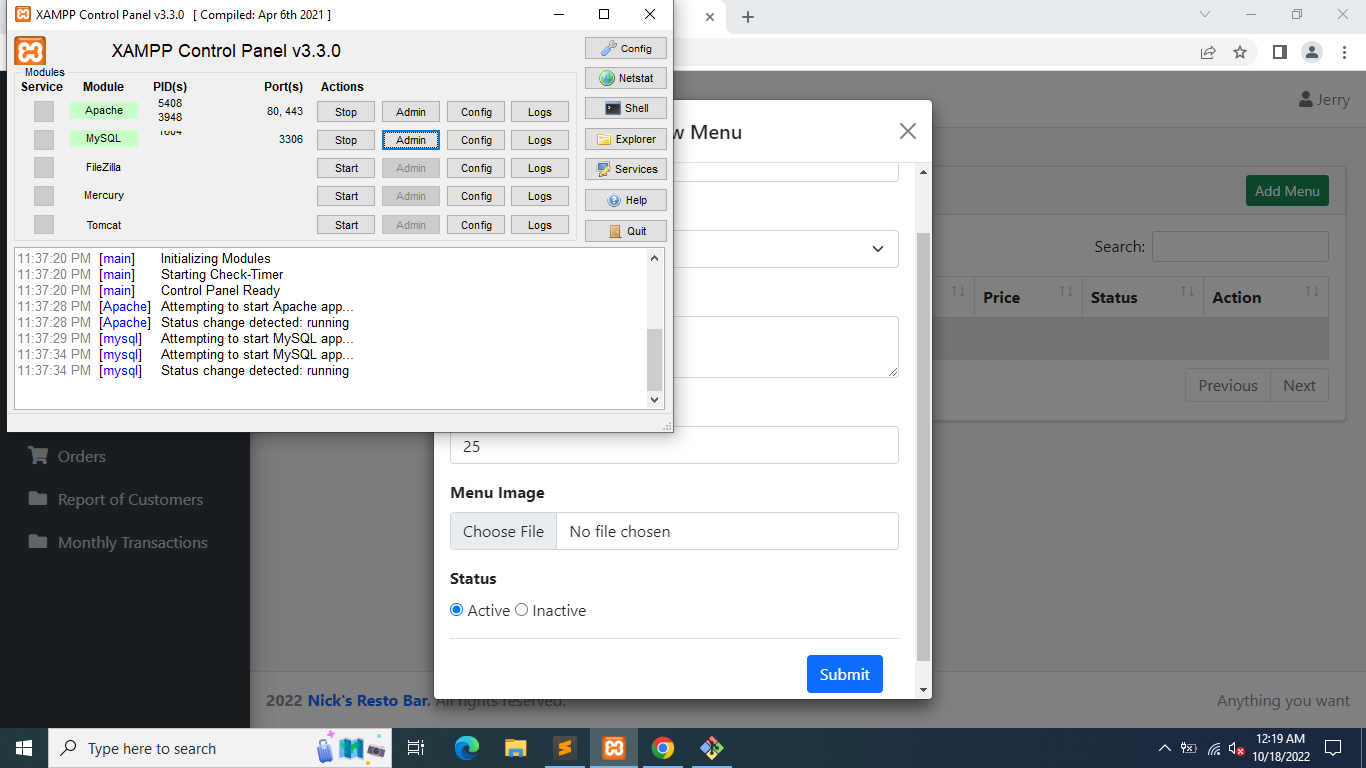 XAMPP Control Panel v3.3.0 [ Compiled: Apr 6th 2021 ]
XAMPP Control Panel v3.3.0
Config
Modules
Service Module PID(s) Port(s) Actions
Netstat
Apache 5408 3948 80, 443 Stop Admin Config Logs
Shell
MySQL 3306 Stop Admin Config Logs
Explorer
FileZilla Start Admin Config Logs
Services
Mercury Start Admin Config Logs
Help
Tomcat Start Admin Config Logs
Quit
11:37:20 PM [main] Initializing Modules
11:37:20 PM [main] Starting Check-Timer
11:37:20 PM [main] Control Panel Ready
11:37:28 PM [Apache] Attempting to start Apache app...
11:37:28 PM [Apache] Status change detected: running
11:37:29 PM [mysql] Attempting to start MySQL app...
11:37:34 PM [mysql] Attempting to start MySQL app...
11:37:34 PM [mysql] Status change detected: running
Jerry
Menu
Add Menu
Search:
Price Status Action
Previous Next
Orders
Report of Customers
Monthly Transactions
25
Menu Image
Choose File No file chosen
Status
Active Inactive
Submit
2022 Nick's Resto Bar. All rights reserved.
Anything you want
Type here to search
12:19 AM
10/18/2022